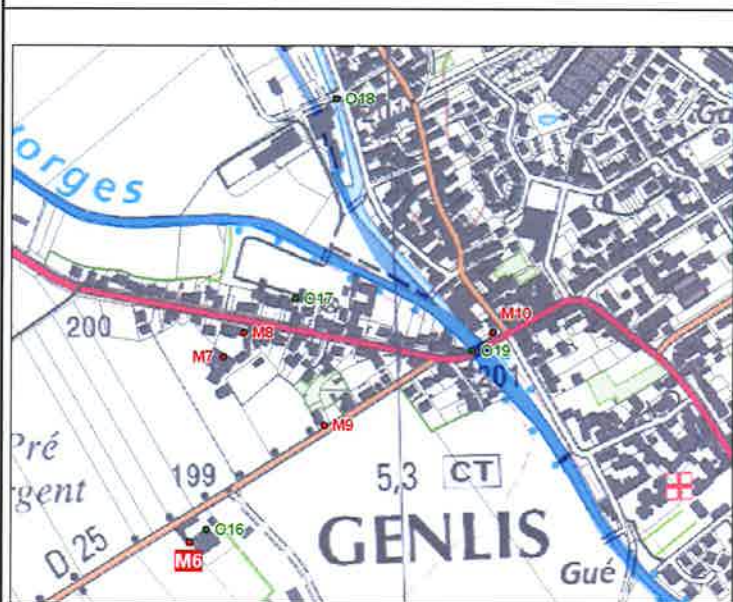 O18
orges
O17
200
M8
M10
M7
O19
201
M9
Pré
199
5,3
CT
gent
GENLIS
O16
D 25
M6
Gué